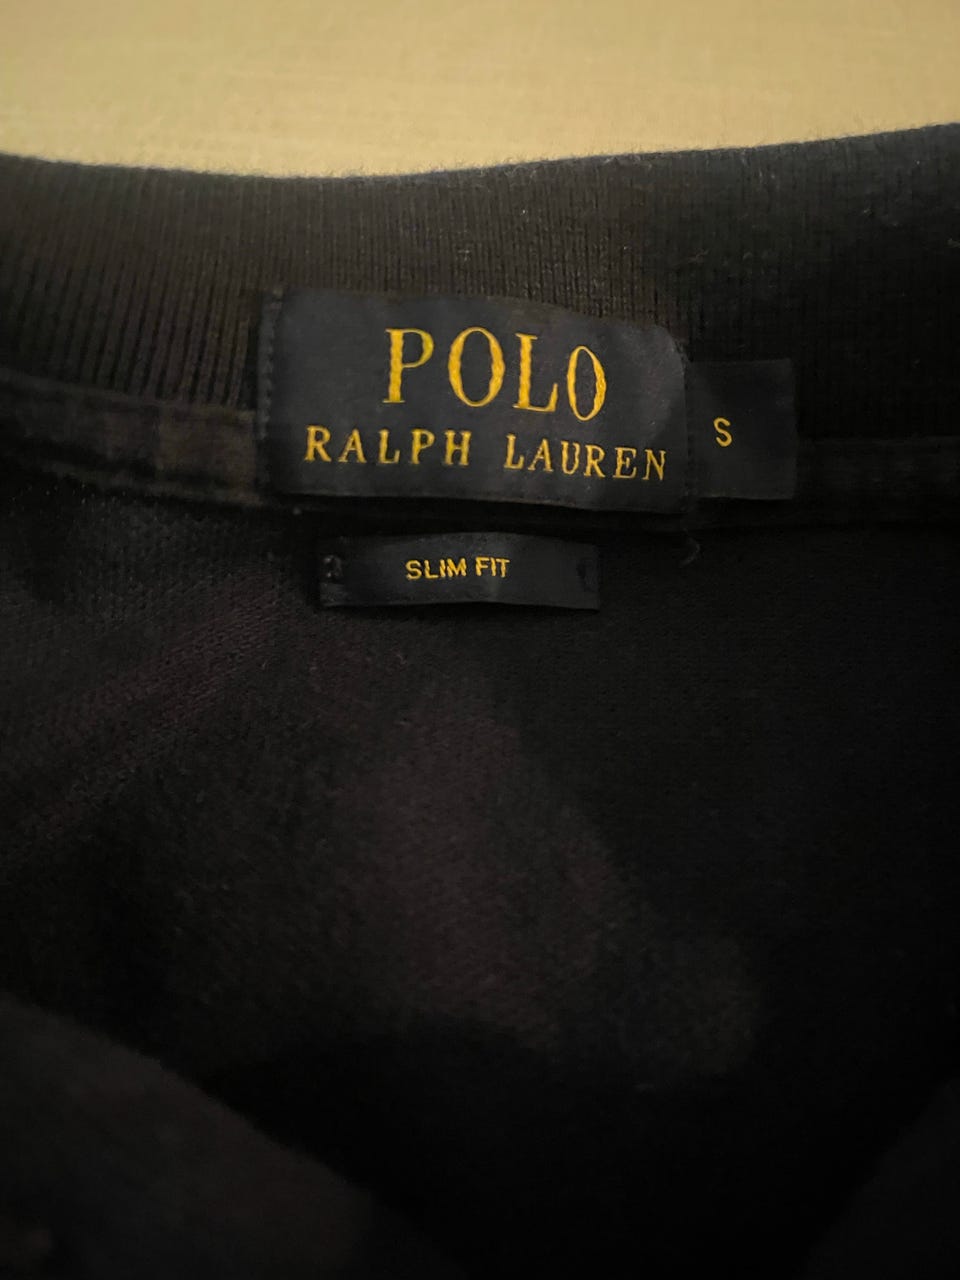 POLO
RALPH LAUREN
S
SLIM FIT